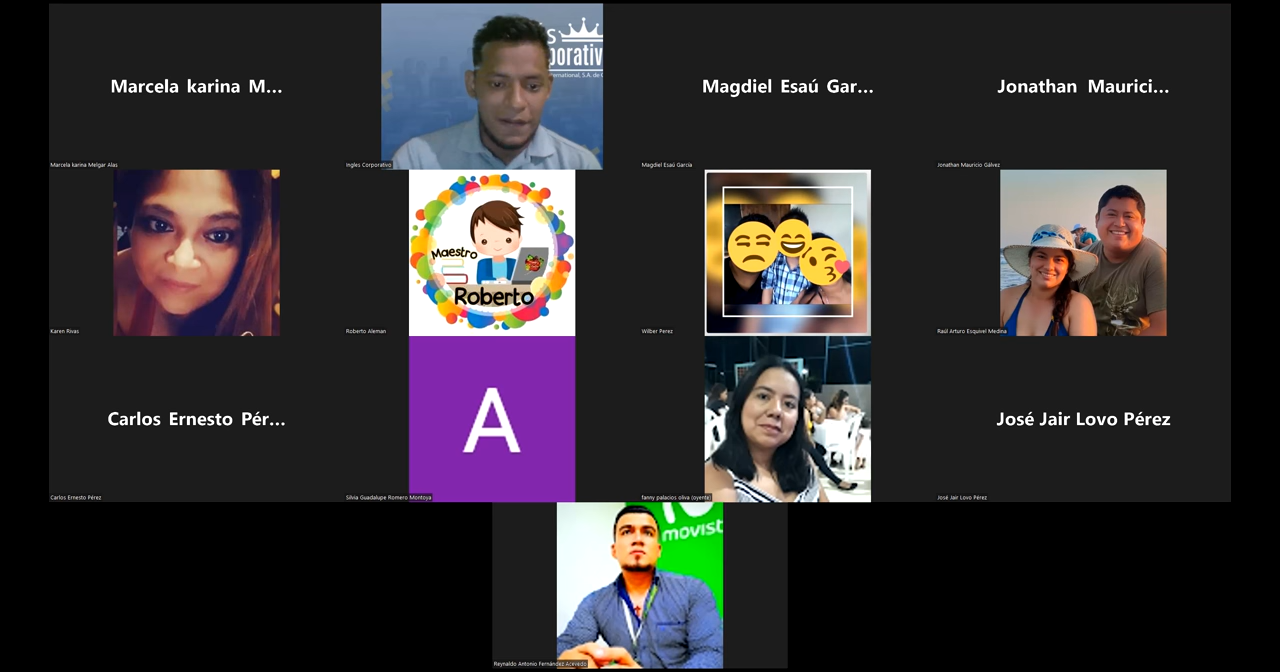 Marcela karina M...
Marcela karina Melgar Alas
s
porativ
nternational, S.A. de C
Ingles Corporativo
Magdiel Esaú Gar...
Magdiel Esaú García
Jonathan Maurici...
Jonathan Mauricio Gálvez
Karen Rivas
Maestro
Roberto
Roberto Aleman
Wilber Perez
Raúl Arturo Esquivel Medina
Carlos Ernesto Pér...
Carlos Ernesto Pérez
A
Silvia Guadalupe Romero Montoya
fanny palacios oliva (oyente)
José Jair Lovo Pérez
José Jair Lovo Pérez
movist
Reynaldo Antonio Fernández Acevedo